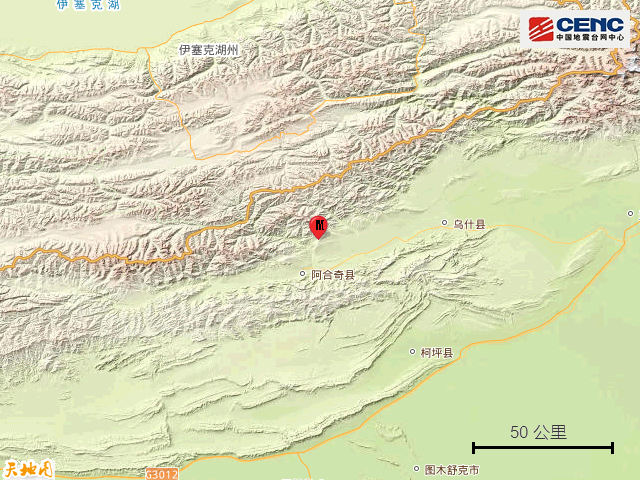 伊塞克湖
CENC
中国地震台网中心
伊塞克湖州
乌什县
阿合奇县
柯坪县
50 公里
图木舒克市
天地图
G3012